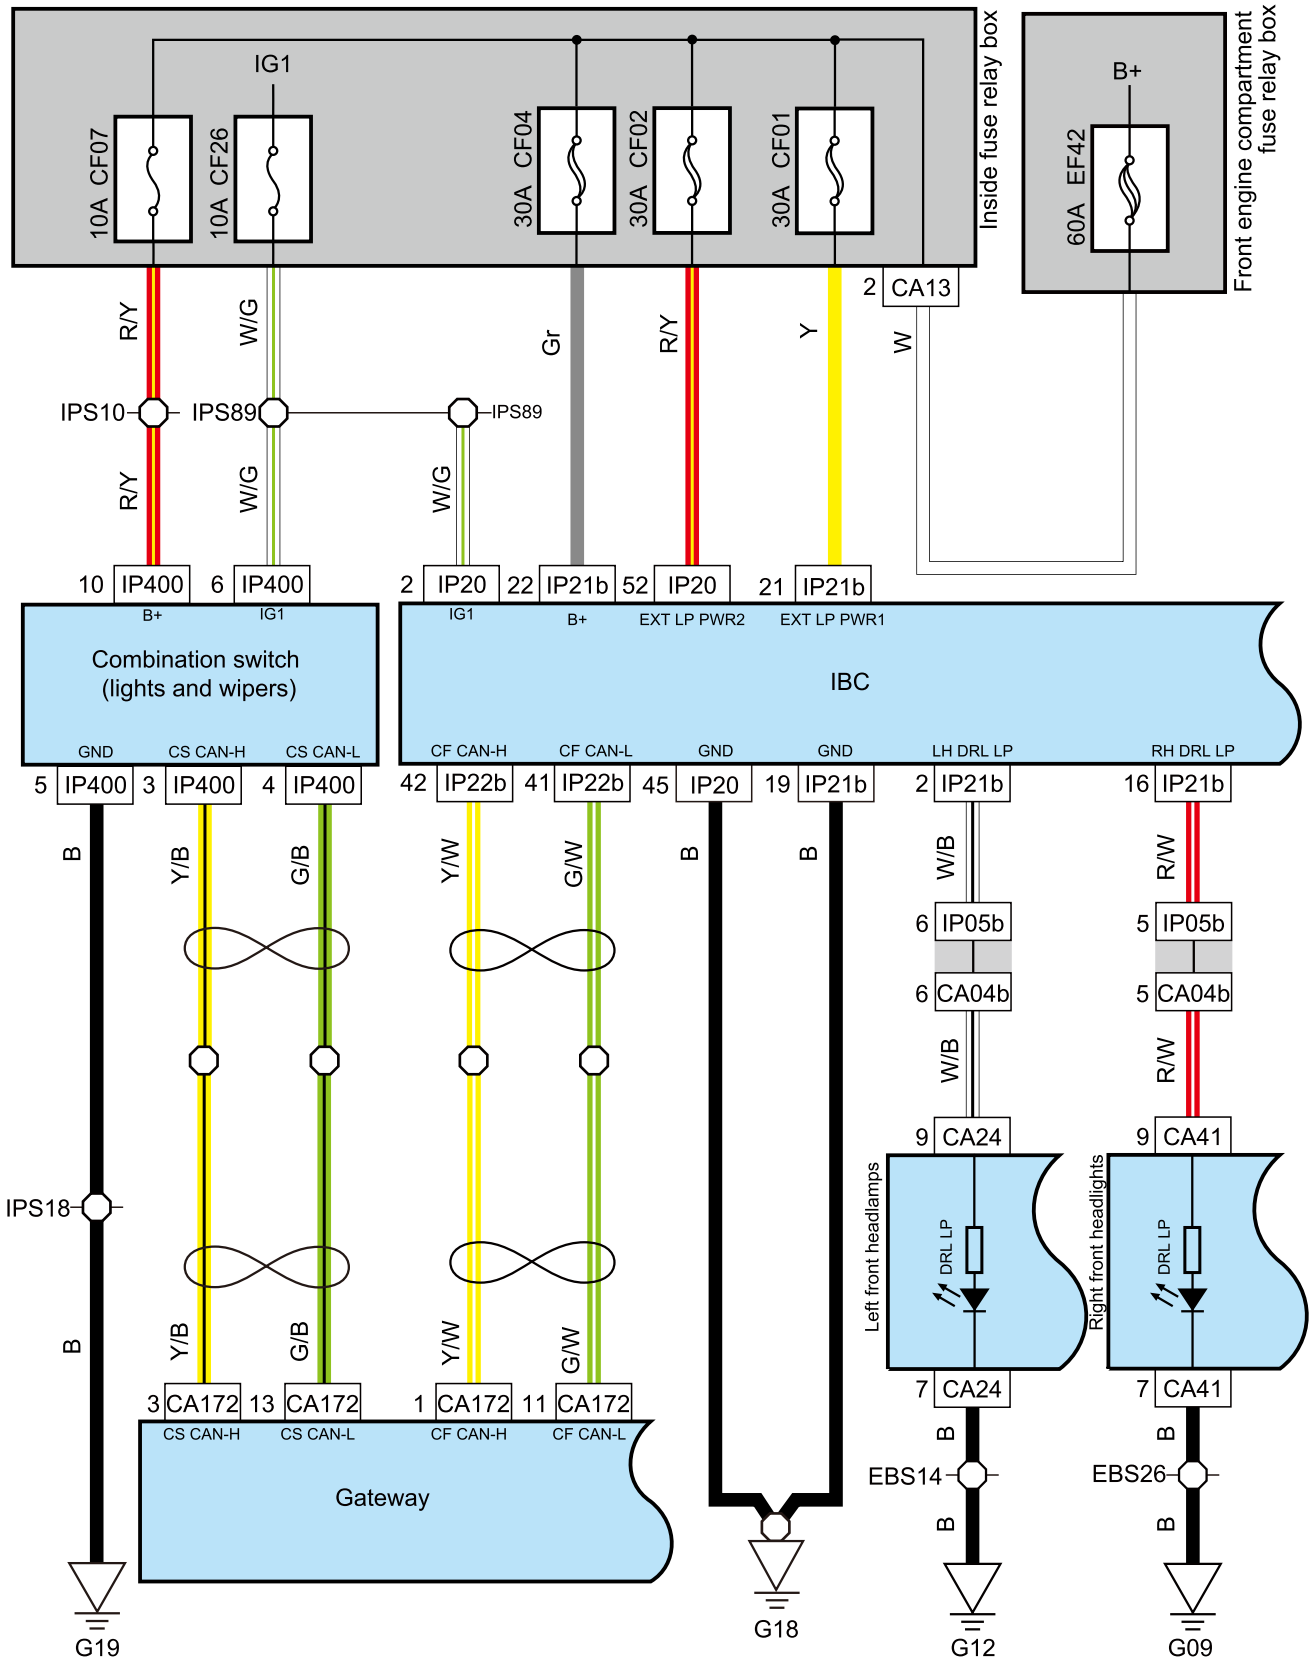 Inside fuse relay box
Front engine compartment
fuse relay box
IG1
B+
10A CF07
10A CF26
30A CF04
30A CF02
30A CF01
60A EF42
2 CA13
R/Y
W/G
Gr
R/Y
Y
W
IPS10
IPS89
IPS89
R/Y
W/G
W/G
10 IP400
6 IP400
2 IP20
22 IP21b
52 IP20
21 IP21b
B+
IG1
IG1
B+
EXT LP PWR2
EXT LP PWR1
Combination switch
(lights and wipers)
IBC
GND
CS CAN-H
CS CAN-L
CF CAN-H
CF CAN-L
GND
GND
LH DRL LP
RH DRL LP
5 IP400
3 IP400
4 IP400
42 IP22b
41 IP22b
45 IP20
19 IP21b
2 IP21b
16 IP21b
B
Y/B
G/B
Y/W
G/W
B
B
W/B
R/W
6 IP05b
5 IP05b
6 CA04b
5 CA04b
W/B
R/W
9 CA24
9 CA41
IPS18
Left front headlamps
DRL LP
Right front headlights
DRL LP
B
Y/B
G/B
Y/W
G/W
3 CA172
13 CA172
1 CA172
11 CA172
7 CA24
7 CA41
CS CAN-H
CS CAN-L
CF CAN-H
CF CAN-L
Gateway
B
B
EBS14
EBS26
B
B
G19
G18
G12
G09